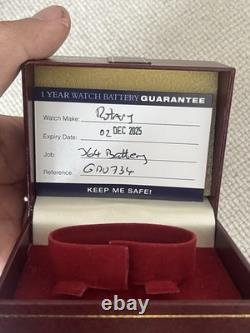 1 YEAR WATCH BATTERY GUARANTEE
Watch Make: Rotary
Expiry Date: 02 DEC 2025
Job: 364 Battery
Reference: GDU734
KEEP ME SAFE!